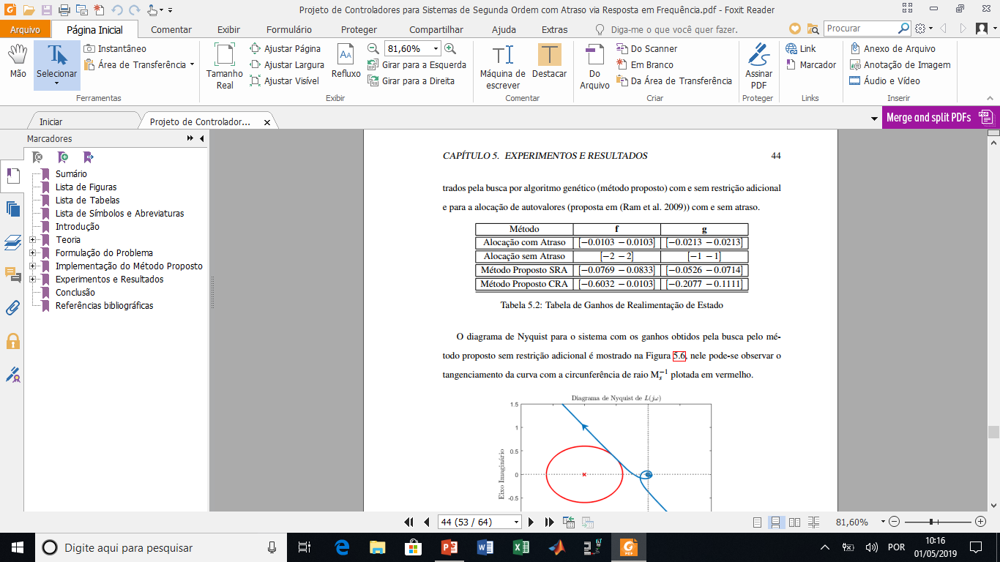 Projeto de Controladores para Sistemas de Segunda Ordem com Atraso via Resposta em Frequência.pdf - Foxit Reader
Arquivo Página Inicial Comentar Exibir Formulário Proteger Compartilhar Ajuda Extras Diga-me o que você quer fazer. Procurar
Mão
Selecionar
Instantâneo
Área de Transferência
Ferramentas
Tamanho Real
Ajustar Página
Ajustar Largura
Ajustar Visível
Refluxo
81,60%
Girar para a Esquerda
Girar para a Direita
Exibir
Máquina de escrever
Destacar
Comentar
Do Arquivo
Do Scanner
Em Branco
Da Área de Transferência
Criar
Assinar PDF
Proteger
Link
Marcador
Links
Anexo de Arquivo
Anotação de Imagem
Áudio e Vídeo
Inserir
Iniciar
Projeto de Controlador...
Merge and split PDFs
PDF
Marcadores
Sumário
Lista de Figuras
Lista de Tabelas
Lista de Símbolos e Abreviaturas
Introdução
Teoria
Formulação do Problema
Implementação do Método Proposto
Experimentos e Resultados
Conclusão
Referências bibliográficas
CAPÍTULO 5. EXPERIMENTOS E RESULTADOS 44
trados pela busca por algoritmo genético (método proposto) com e sem restrição adicional
e para a alocação de autovalores (proposta em (Ram et al. 2009)) com e sem atraso.
Método f g
Alocação com Atraso [−0.0103 −0.0103] [−0.0213 −0.0213]
Alocação sem Atraso [−2 −2] [−1 −1]
Método Proposto SRA [−0.0769 −0.0833] [−0.0526 −0.0714]
Método Proposto CRA [−0.6032 −0.0103] [−0.2077 −0.1111]
Tabela 5.2: Tabela de Ganhos de Realimentação de Estado
O diagrama de Nyquist para o sistema com os ganhos obtidos pela busca pelo mé-
todo proposto sem restrição adicional é mostrado na Figura 5.6, nele pode-se observar o
tangenciamento da curva com a circunferência de raio M_s^{-1} plotada em vermelho.
Diagrama de Nyquist de L(jω)
1.5
1
0.5
0
-0.5
Eixo Imaginário
44 (53 / 64)
81,60%
Digite aqui para pesquisar
POR
10:16
01/05/2019